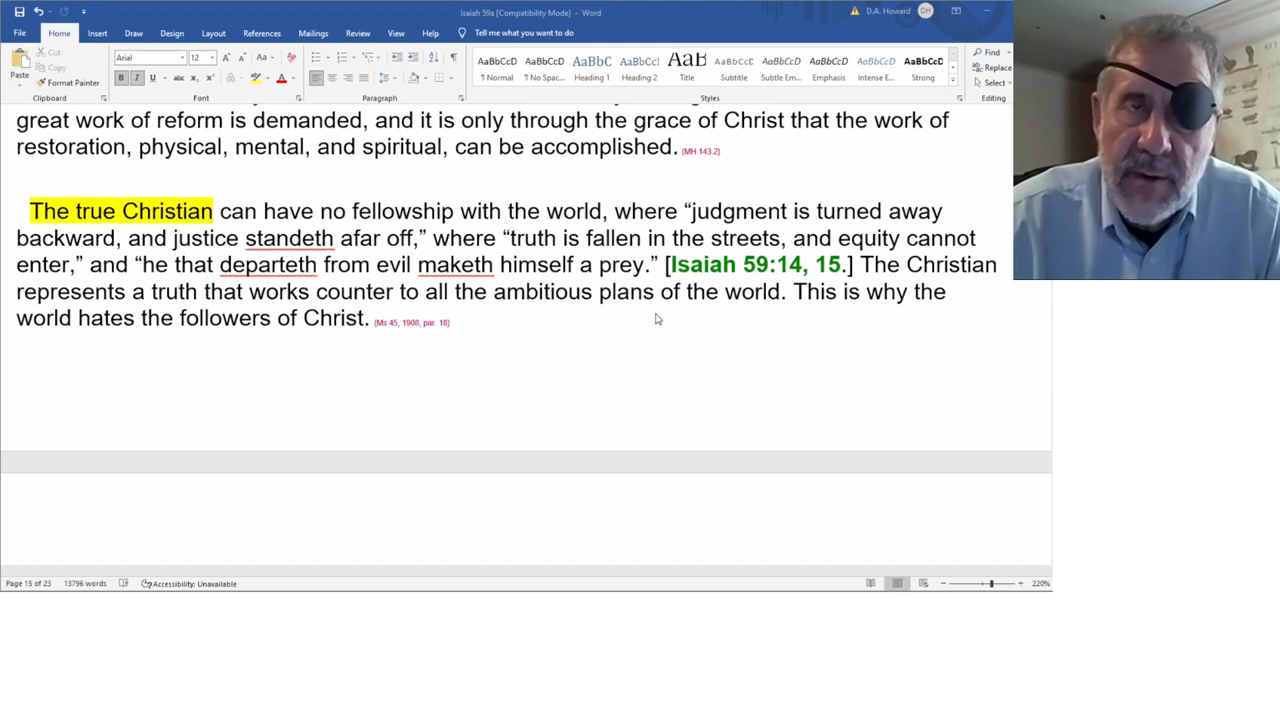 Isaiah 59a [Compatibility Mode] - Word
D.A. Howard DH
File Home Insert Draw Design Layout References Mailings Review View Help Tell me what you want to do
Paste
Cut
Copy
Format Painter
Clipboard
Arial 12
B I U abc x₂ x²
Font
Paragraph
AaBbCcD AaBbCcD AaBbC AaBbCcI AaB AaBbCcD AaBbCcD AaBbCcD AaBbCcD AaBbCcD
¶ Normal ¶ No Spac... Heading 1 Heading 2 Title Subtitle Subtle Em... Emphasis Intense E... Strong
Styles
Find
Replace
Select
Editing
great work of reform is demanded, and it is only through the grace of Christ that the work of
restoration, physical, mental, and spiritual, can be accomplished. {MH 143.2}
The true Christian can have no fellowship with the world, where “judgment is turned away
backward, and justice standeth afar off,” where “truth is fallen in the streets, and equity cannot
enter,” and “he that departeth from evil maketh himself a prey.” [Isaiah 59:14, 15.] The Christian
represents a truth that works counter to all the ambitious plans of the world. This is why the
world hates the followers of Christ. {Ms 45, 1908, par. 18}
Page 15 of 23 13796 words Accessibility: Unavailable 220%